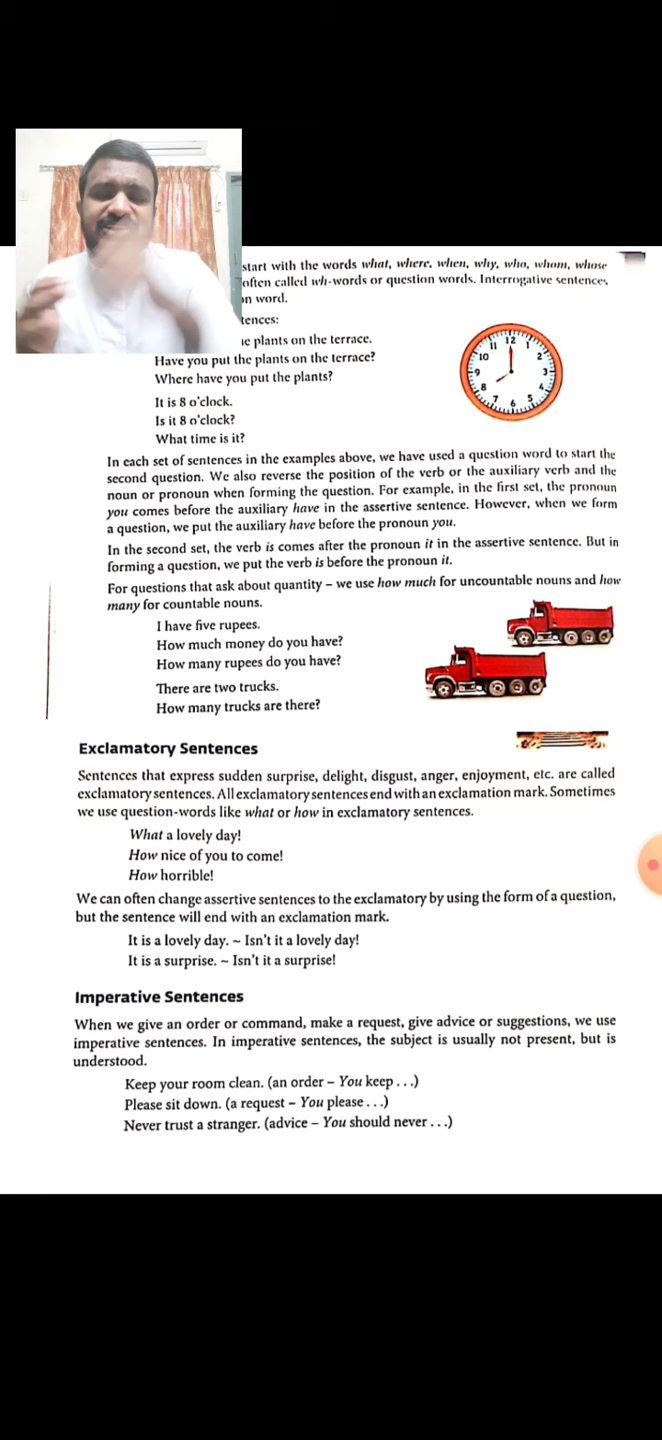 start with the words what, where, when, why, who, whom, whose
often called wh-words or question words. Interrogative sentences,
word.
plants on the terrace.
Have you put the plants on the terrace?
Where have you put the plants?
It is 8 o'clock.
Is it 8 o'clock?
What time is it?
12
1
2
3
4
5
6
7
8
9
10
11
In each set of sentences in the examples above, we have used a question word to start the
second question. We also reverse the position of the verb or the auxiliary verb and the
noun or pronoun when forming the question. For example, in the first set, the pronoun
you comes before the auxiliary have in the assertive sentence. However, when we form
a question, we put the auxiliary have before the pronoun you.
In the second set, the verb is comes after the pronoun it in the assertive sentence. But in
forming a question, we put the verb is before the pronoun it.
For questions that ask about quantity – we use how much for uncountable nouns and how
many for countable nouns.
I have five rupees.
How much money do you have?
How many rupees do you have?
There are two trucks.
How many trucks are there?
Exclamatory Sentences
Sentences that express sudden surprise, delight, disgust, anger, enjoyment, etc. are called
exclamatory sentences. All exclamatory sentences end with an exclamation mark. Sometimes
we use question-words like what or how in exclamatory sentences.
What a lovely day!
How nice of you to come!
How horrible!
We can often change assertive sentences to the exclamatory by using the form of a question,
but the sentence will end with an exclamation mark.
It is a lovely day. ~ Isn't it a lovely day!
It is a surprise. ~ Isn't it a surprise!
Imperative Sentences
When we give an order or command, make a request, give advice or suggestions, we use
imperative sentences. In imperative sentences, the subject is usually not present, but is
understood.
Keep your room clean. (an order – You keep . . .)
Please sit down. (a request – You please . . .)
Never trust a stranger. (advice – You should never . . .)